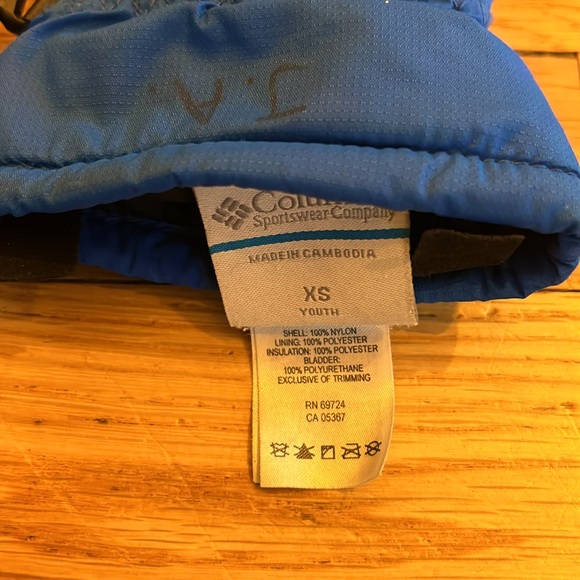 J.A.
Sportswear Company
MADE IN CAMBODIA
XS
YOUTH
SHELL: 100% NYLON
LINING: 100% POLYESTER
INSULATION: 100% POLYESTER
BLADDER:
100% POLYURETHANE
EXCLUSIVE OF TRIMMING
RN 69724
CA 05367